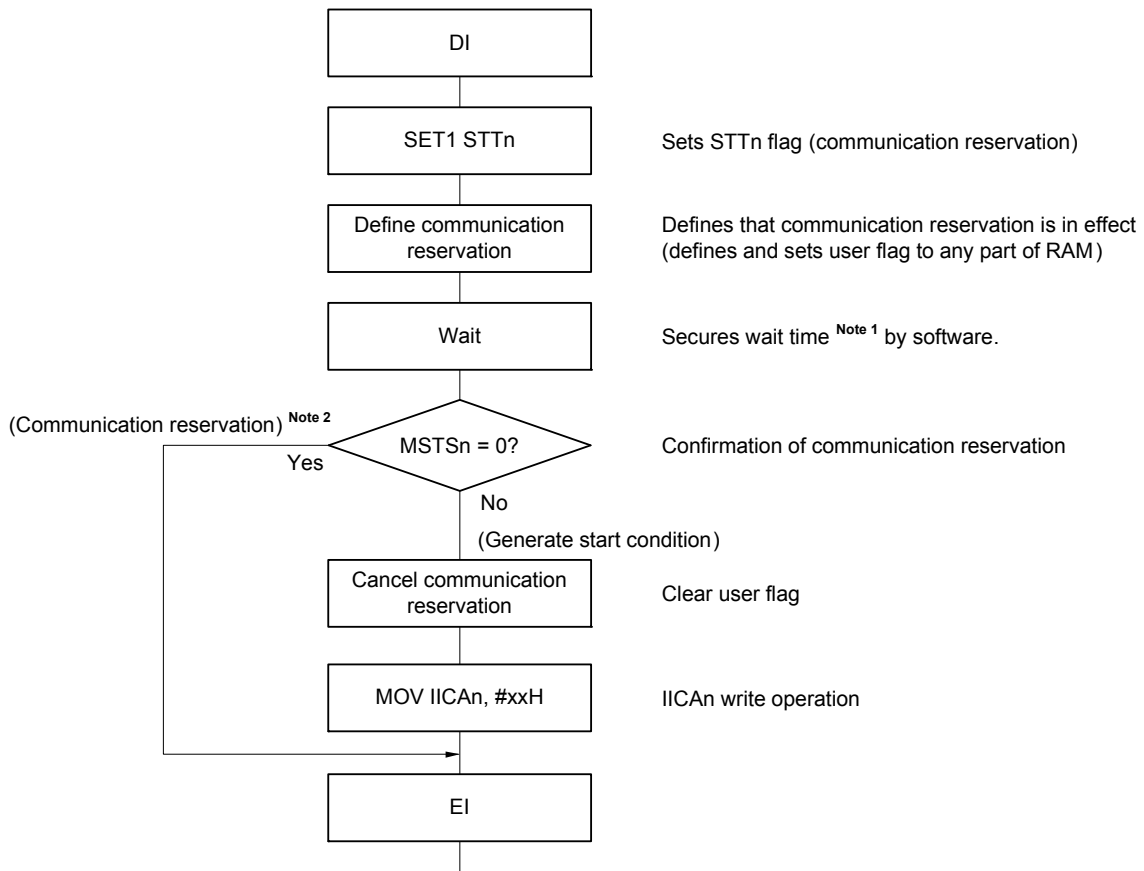 DI
SET1 STTn
Sets STTn flag (communication reservation)
Define communication
reservation
Defines that communication reservation is in effect
(defines and sets user flag to any part of RAM)
Wait
Secures wait time Note 1 by software.
(Communication reservation) Note 2
MSTSn = 0?
Confirmation of communication reservation
Yes
No
(Generate start condition)
Cancel communication
reservation
Clear user flag
MOV IICAn, #xxH
IICAn write operation
EI